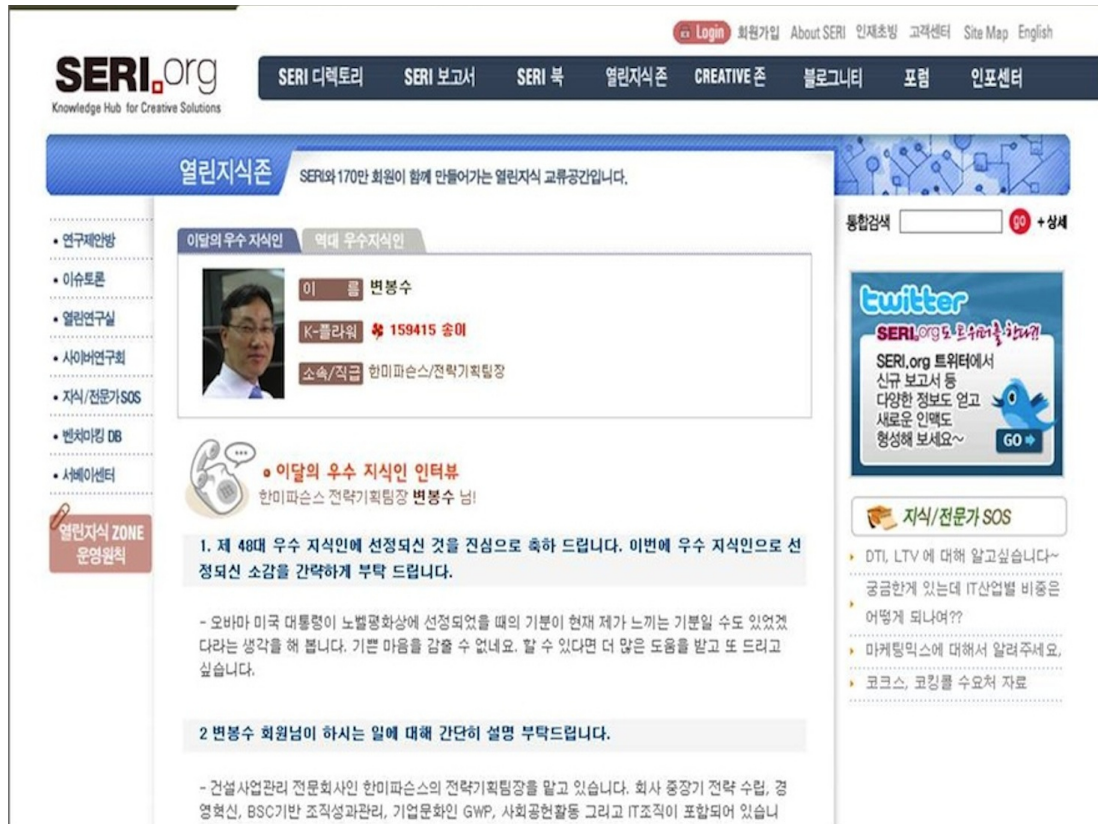 Login 회원가입 About SERI 인재초빙 고객센터 Site Map English
SERI.org
Knowledge Hub for Creative Solutions
SERI 디렉토리 SERI 보고서 SERI 북 열린지식존 CREATIVE 존 블로그니티 포럼 인포센터
열린지식존
SERI와 170만 회원이 함께 만들어가는 열린지식 교류공간입니다.
• 연구제안방
• 이슈토론
• 열린연구실
• 사이버연구회
• 지식/전문가SOS
• 벤치마킹 DB
• 서베이센터
열린지식 ZONE
운영원칙
이달의 우수 지식인 역대 우수지식인
이 름 변봉수
K-플라워 159415 송이
소속/직급 한미파슨스/전략기획팀장
이달의 우수 지식인 인터뷰
한미파슨스 전략기획팀장 변봉수 님!
1. 제 48대 우수 지식인에 선정되신 것을 진심으로 축하 드립니다. 이번에 우수 지식인으로 선
정되신 소감을 간략하게 부탁 드립니다.
- 오바마 미국 대통령이 노벨평화상에 선정되었을 때의 기분이 현재 제가 느끼는 기분일 수도 있었겠
다라는 생각을 해 봅니다. 기쁜 마음을 감출 수 없네요. 할 수 있다면 더 많은 도움을 받고 또 드리고
싶습니다.
2 변봉수 회원님이 하시는 일에 대해 간단히 설명 부탁드립니다.
- 건설사업관리 전문회사인 한미파슨스의 전략기획팀장을 맡고 있습니다. 회사 중장기 전략 수립, 경
영혁신, BSC기반 조직성과관리, 기업문화인 GWP, 사회공헌활동 그리고 IT조직이 포함되어 있습니
통합검색 GO +상세
twitter
SERI.org도 트위터를 한다?!
SERI.org 트위터에서
신규 보고서 등
다양한 정보도 얻고
새로운 인맥도
형성해 보세요~
GO
지식/전문가 SOS
DTI, LTV 에 대해 알고싶습니다~
궁금한게 있는데 IT산업별 비중은
어떻게 되나여??
마케팅믹스에 대해서 알려주세요.
코크스, 코킹콜 수요처 자료